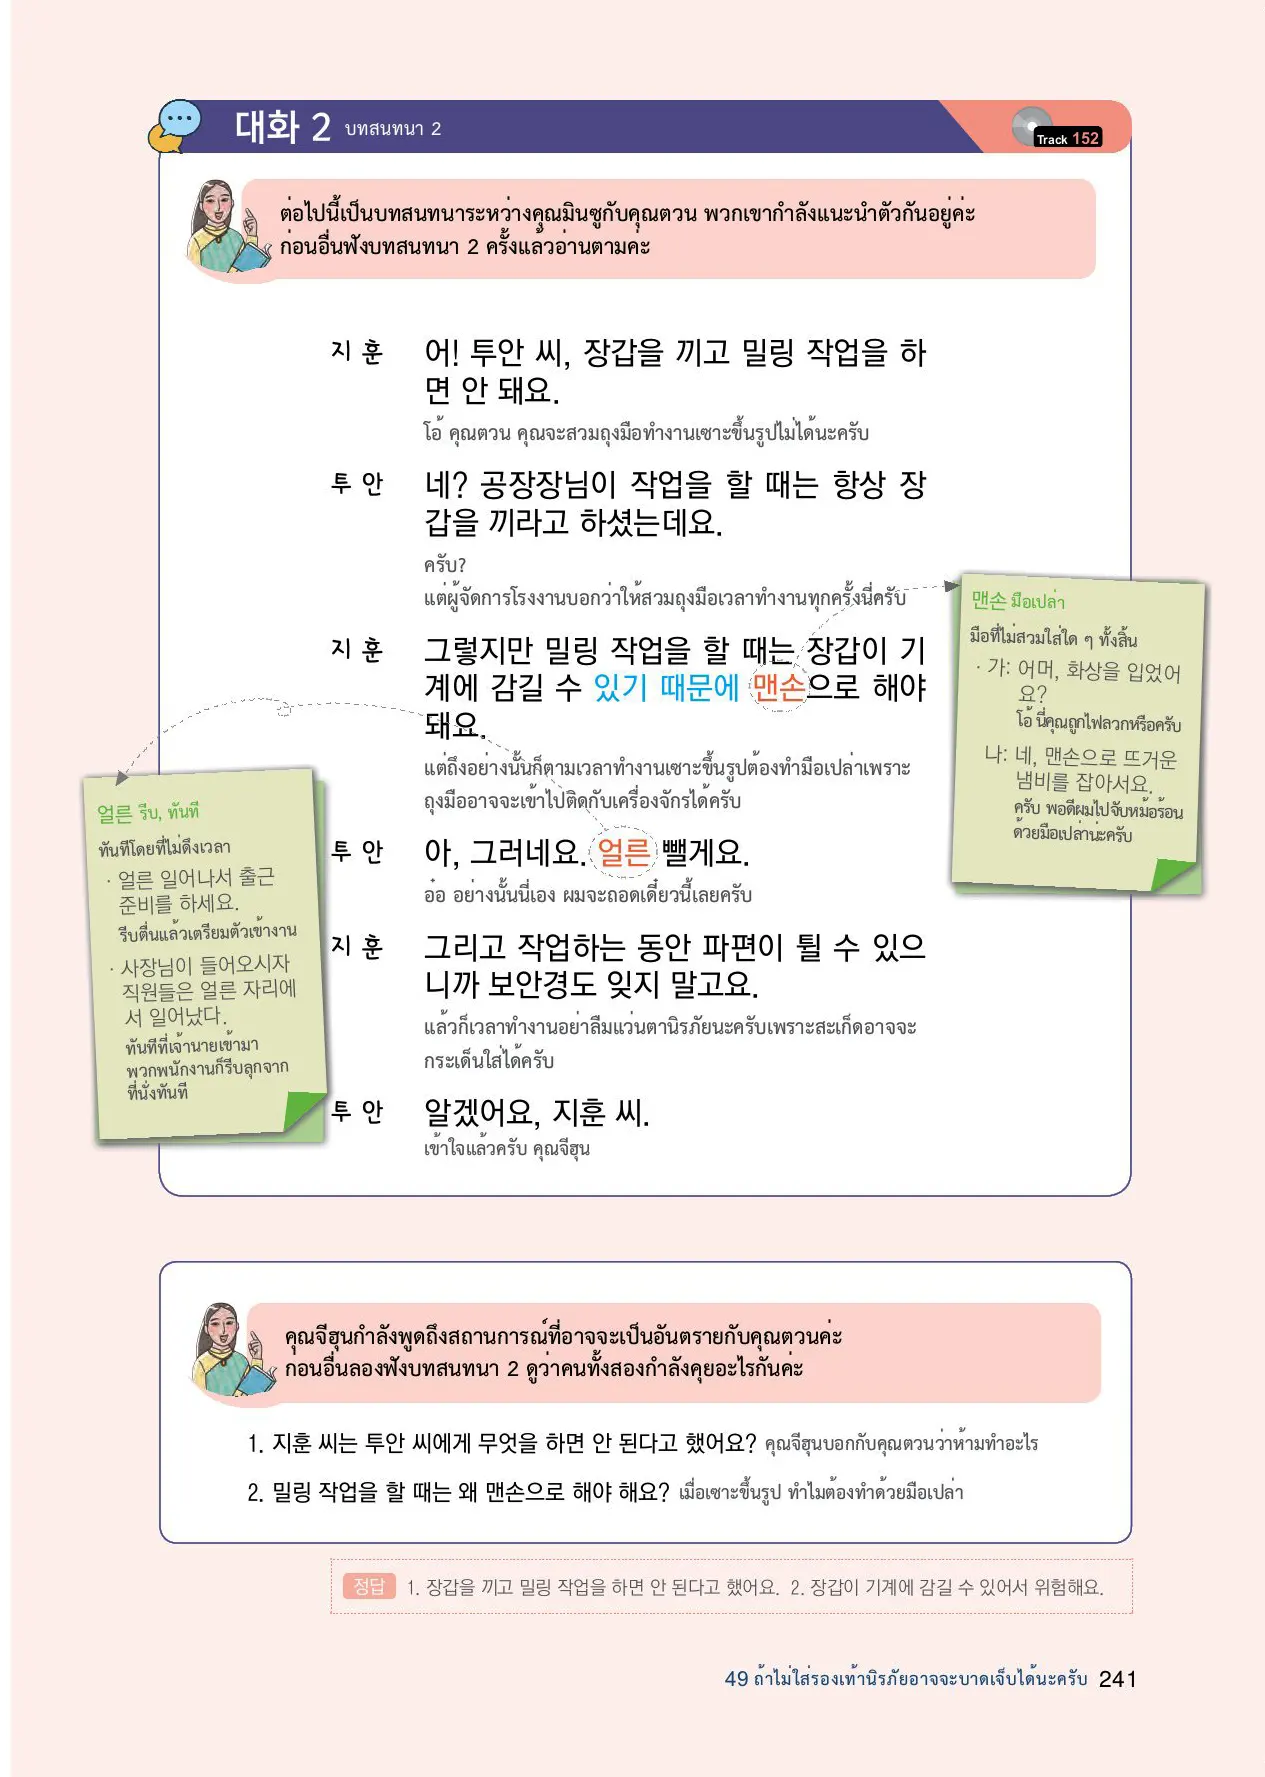 대화 2 บทสนทนา 2
Track 152
ต่อไปนี้เป็นบทสนทนาระหว่างคุณมินซูกับคุณตวน พวกเขากำลังแนะนำตัวกันอยู่ค่ะ
ก่อนอื่นฟังบทสนทนา 2 ครั้งแล้วอ่านตามค่ะ
지훈 어! 투안 씨, 장갑을 끼고 밀링 작업을 하
면 안 돼요.
โอ้ คุณตวน คุณจะสวมถุงมือทำงานเซาะขึ้นรูปไม่ได้นะครับ
투안 네? 공장장님이 작업을 할 때는 항상 장
갑을 끼라고 하셨는데요.
ครับ?
แต่ผู้จัดการโรงงานบอกว่าให้สวมถุงมือเวลาทำงานทุกครั้งนี่ครับ
지훈 그렇지만 밀링 작업을 할 때는 장갑이 기
계에 감길 수 있기 때문에 맨손으로 해야
돼요.
แต่ถึงอย่างนั้นก็ตามเวลาทำงานเซาะขึ้นรูปต้องทำมือเปล่าเพราะ
ถุงมืออาจจะเข้าไปติดกับเครื่องจักรได้ครับ
투안 아, 그러네요. 얼른 뺄게요.
อ๋อ อย่างนั้นนี่เอง ผมจะถอดเดี๋ยวนี้เลยครับ
지훈 그리고 작업하는 동안 파편이 튈 수 있으
니까 보안경도 잊지 말고요.
แล้วก็เวลาทำงานอย่าลืมแว่นตานิรภัยนะครับเพราะสะเก็ดอาจจะ
กระเด็นใส่ได้ครับ
투안 알겠어요, 지훈 씨.
เข้าใจแล้วครับ คุณจีฮุน
맨손 มือเปล่า
มือที่ไม่สวมใส่ใด ๆ ทั้งสิ้น
· 가: 어머, 화상을 입었어
요?
โอ้ นี่คุณถูกไฟลวกหรือครับ
나: 네, 맨손으로 뜨거운
냄비를 잡아서요.
ครับ พอดีผมไปจับหม้อร้อน
ด้วยมือเปล่าน่ะครับ
얼른 รีบ, ทันที
ทันทีโดยที่ไม่ดึงเวลา
· 얼른 일어나서 출근
준비를 하세요.
รีบตื่นแล้วเตรียมตัวเข้างาน
· 사장님이 들어오시자
직원들은 얼른 자리에
서 일어났다.
ทันทีที่เจ้านายเข้ามา
พวกพนักงานก็รีบลุกจาก
ที่นั่งทันที
คุณจีฮุนกำลังพูดถึงสถานการณ์ที่อาจจะเป็นอันตรายกับคุณตวนค่ะ
ก่อนอื่นลองฟังบทสนทนา 2 ดูว่าคนทั้งสองกำลังคุยอะไรกันค่ะ
1. 지훈 씨는 투안 씨에게 무엇을 하면 안 된다고 했어요? คุณจีฮุนบอกกับคุณตวนว่าห้ามทำอะไร
2. 밀링 작업을 할 때는 왜 맨손으로 해야 해요? เมื่อเซาะขึ้นรูป ทำไมต้องทำด้วยมือเปล่า
정답 1. 장갑을 끼고 밀링 작업을 하면 안 된다고 했어요. 2. 장갑이 기계에 감길 수 있어서 위험해요.
49 ถ้าไม่ใส่รองเท้านิรภัยอาจจะบาดเจ็บได้นะครับ 241